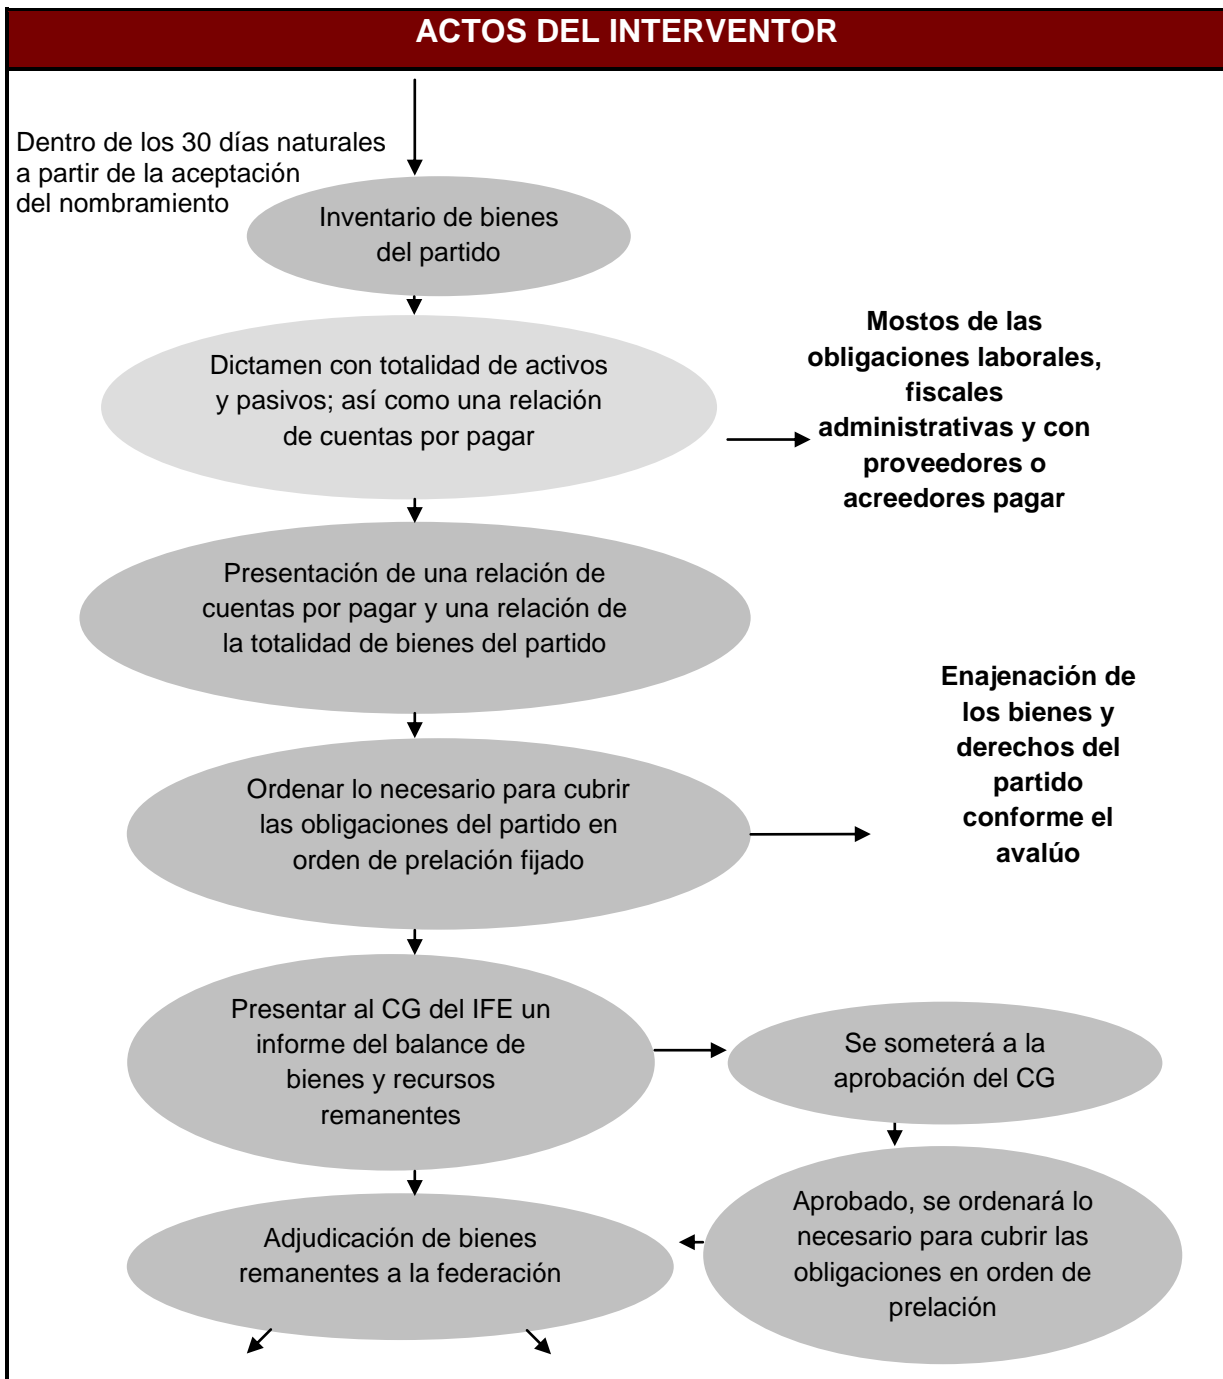 ACTOS DEL INTERVENTOR
Dentro de los 30 días naturales
a partir de la aceptación
del nombramiento
Inventario de bienes
del partido
Dictamen con totalidad de activos
y pasivos; así como una relación
de cuentas por pagar
Mostos de las
obligaciones laborales,
fiscales
administrativas y con
proveedores o
acreedores pagar
Presentación de una relación de
cuentas por pagar y una relación de
la totalidad de bienes del partido
Enajenación de
los bienes y
derechos del
partido
conforme el
avalúo
Ordenar lo necesario para cubrir
las obligaciones del partido en
orden de prelación fijado
Presentar al CG del IFE un
informe del balance de
bienes y recursos
remanentes
Se someterá a la
aprobación del CG
Aprobado, se ordenará lo
necesario para cubrir las
obligaciones en orden de
prelación
Adjudicación de bienes
remanentes a la federación